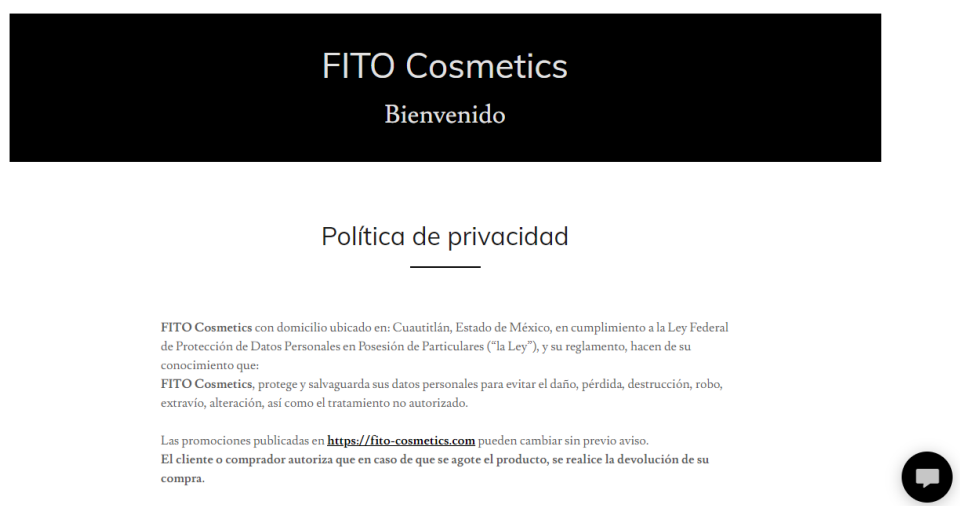 FITO Cosmetics
Bienvenido
Política de privacidad
FITO Cosmetics con domicilio ubicado en: Cuautitlán, Estado de México, en cumplimiento a la Ley Federal
de Protección de Datos Personales en Posesión de Particulares (“la Ley”), y su reglamento, hacen de su
conocimiento que:
FITO Cosmetics, protege y salvaguarda sus datos personales para evitar el daño, pérdida, destrucción, robo,
extravío, alteración, así como el tratamiento no autorizado.
Las promociones publicadas en https://fito-cosmetics.com pueden cambiar sin previo aviso.
El cliente o comprador autoriza que en caso de que se agote el producto, se realice la devolución de su
compra.